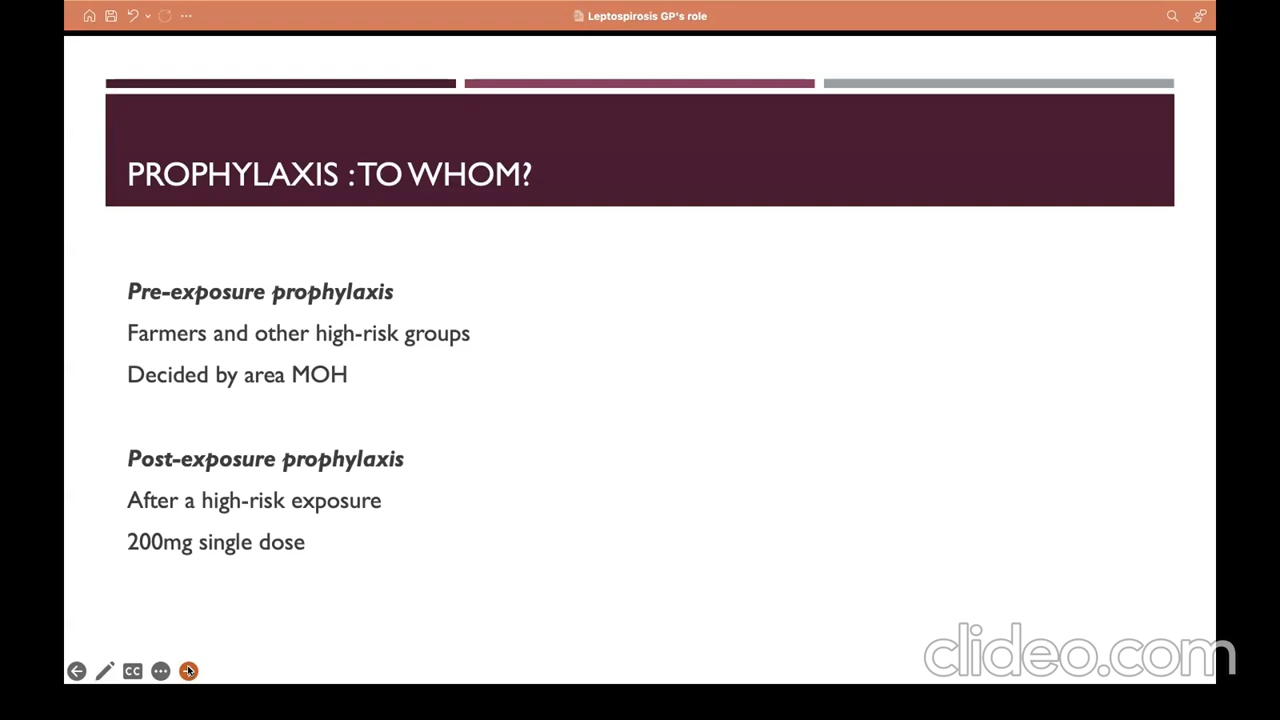 Leptospirosis GP's role
PROPHYLAXIS : TO WHOM?
Pre-exposure prophylaxis
Farmers and other high-risk groups
Decided by area MOH
Post-exposure prophylaxis
After a high-risk exposure
200mg single dose
CC
clideo.com